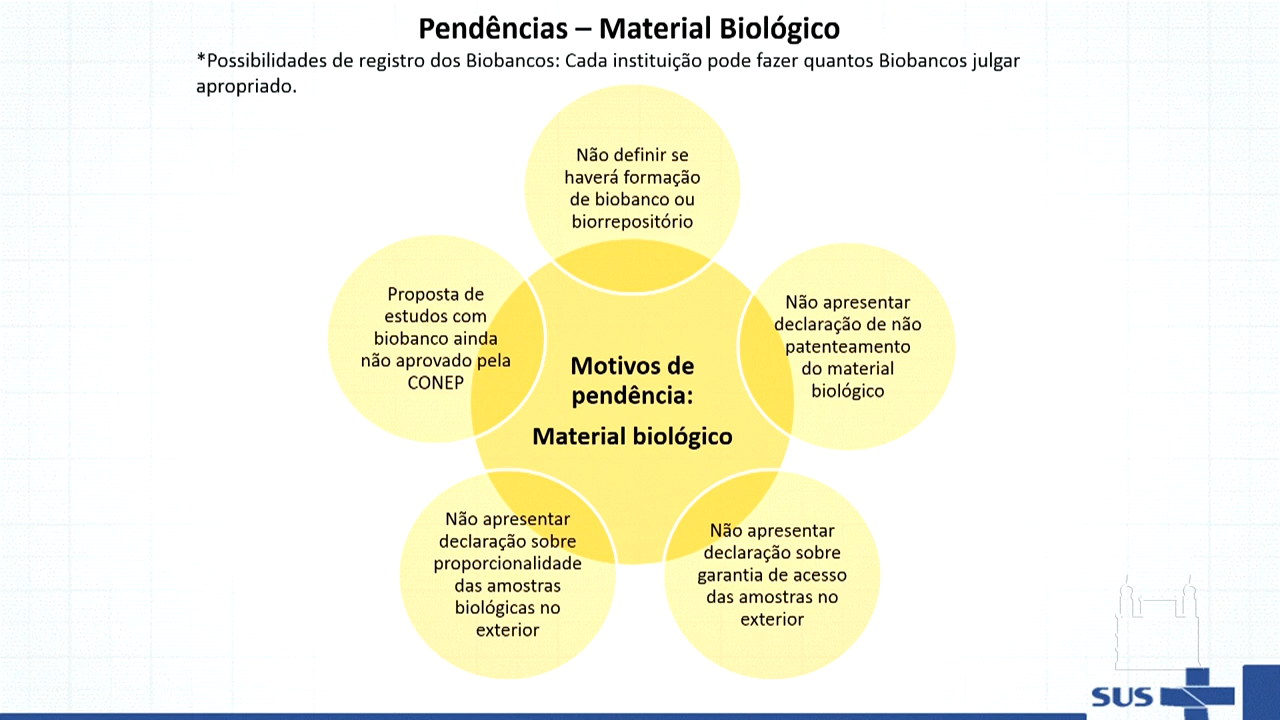 Pendências – Material Biológico
*Possibilidades de registro dos Biobancos: Cada instituição pode fazer quantos Biobancos julgar
apropriado.
Não definir se
haverá formação
de biobanco ou
biorrepositório
Proposta de
estudos com
biobanco ainda
não aprovado pela
CONEP
Não apresentar
declaração de não
patenteamento
do material
biológico
Motivos de
pendência:
Material biológico
Não apresentar
declaração sobre
proporcionalidade
das amostras
biológicas no
exterior
Não apresentar
declaração sobre
garantia de acesso
das amostras no
exterior
SUS